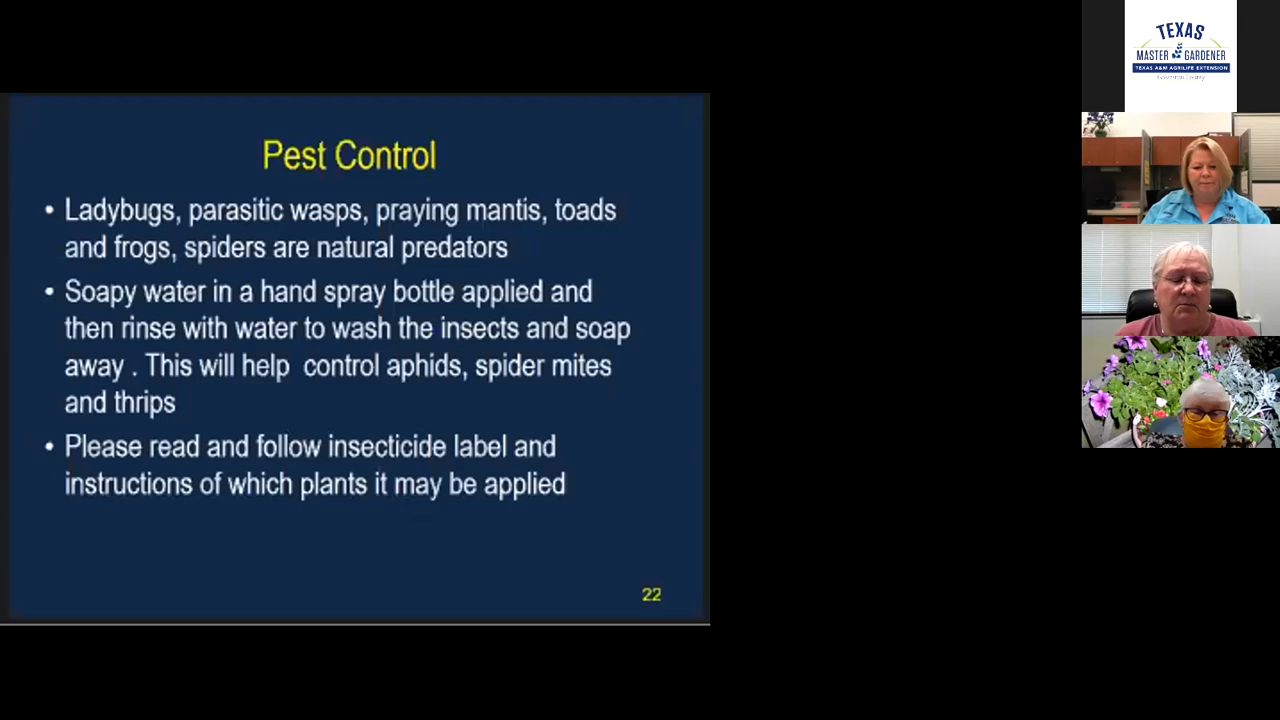 Pest Control
• Ladybugs, parasitic wasps, praying mantis, toads
and frogs, spiders are natural predators
• Soapy water in a hand spray bottle applied and
then rinse with water to wash the insects and soap
away . This will help  control aphids, spider mites
and thrips
• Please read and follow insecticide label and
instructions of which plants it may be applied
22
TEXAS
MASTER GARDENER
TEXAS A&M AGRILIFE EXTENSION
Galveston County